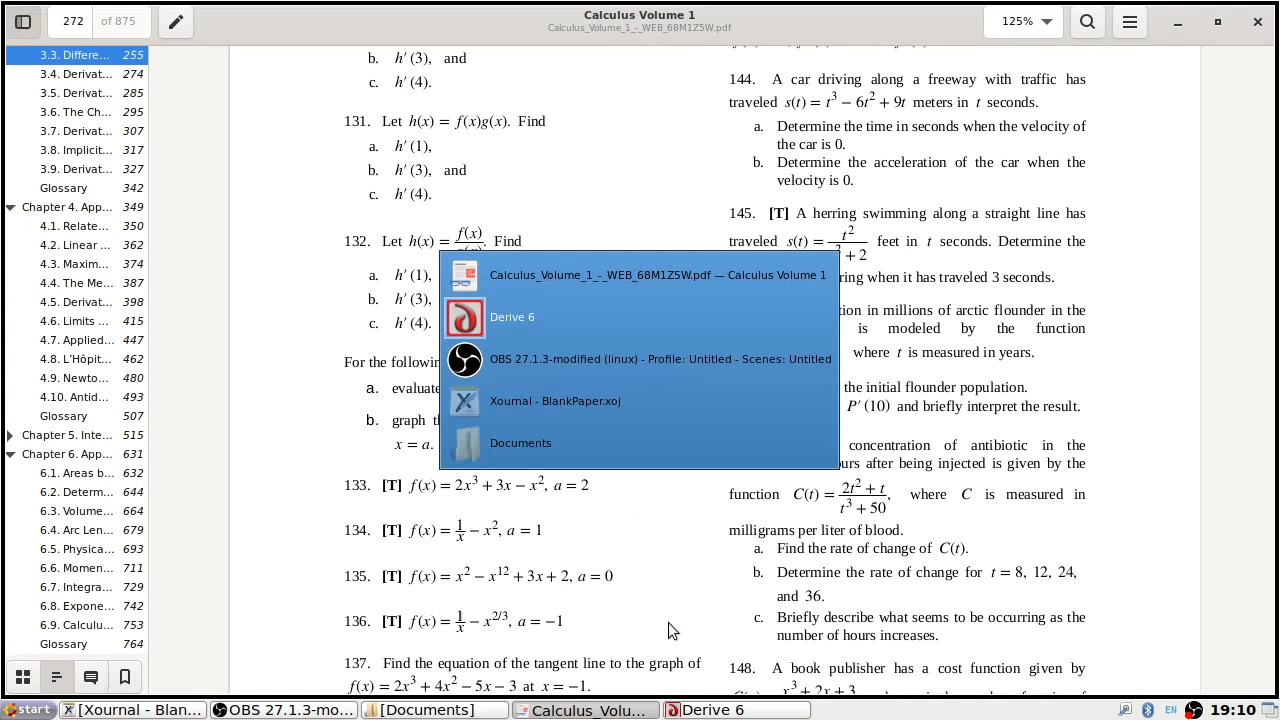 272
of 875
Calculus Volume 1
Calculus_Volume_1_-_WEB_68M1Z5W.pdf
125%
3.3. Differe... 255
3.4. Derivat... 274
3.5. Derivat... 285
3.6. The Ch... 295
3.7. Derivat... 307
3.8. Implicit... 317
3.9. Derivat... 327
Glossary 342
Chapter 4. App... 349
4.1. Relate... 350
4.2. Linear ... 362
4.3. Maxim... 374
4.4. The Me... 387
4.5. Derivat... 398
4.6. Limits ... 415
4.7. Applied... 447
4.8. L'Hôpit... 462
4.9. Newto... 480
4.10. Antid... 493
Glossary 507
Chapter 5. Inte... 515
Chapter 6. App... 631
6.1. Areas b... 632
6.2. Determ... 644
6.3. Volume... 664
6.4. Arc Len... 679
6.5. Physica... 693
6.6. Momen... 711
6.7. Integra... 729
6.8. Expone... 742
6.9. Calculu... 753
Glossary 764
b. h′(3), and
c. h′(4).
131. Let h(x) = f(x)g(x). Find
a. h′(1),
b. h′(3), and
c. h′(4).
132. Let h(x) = f(x)/g(x). Find
a. h′(1),
b. h′(3),
c. h′(4).
For the followin
a. evaluate
b. graph th
x = a.
133. [T] f(x) = 2x³ + 3x − x², a = 2
134. [T] f(x) = 1/x − x², a = 1
135. [T] f(x) = x² − x¹² + 3x + 2, a = 0
136. [T] f(x) = 1/x − x^(2/3), a = −1
137. Find the equation of the tangent line to the graph of
f(x) = 2x³ + 4x² − 5x − 3 at x = −1.
144. A car driving along a freeway with traffic has
traveled s(t) = t³ − 6t² + 9t meters in t seconds.
a. Determine the time in seconds when the velocity of
the car is 0.
b. Determine the acceleration of the car when the
velocity is 0.
145. [T] A herring swimming along a straight line has
traveled s(t) = t²/(t² + 2) feet in t seconds. Determine the
ring when it has traveled 3 seconds.
tion in millions of arctic flounder in the
is modeled by the function
where t is measured in years.
the initial flounder population.
P′(10) and briefly interpret the result.
concentration of antibiotic in the
urs after being injected is given by the
function C(t) = (2t² + t)/(t³ + 50), where C is measured in
milligrams per liter of blood.
a. Find the rate of change of C(t).
b. Determine the rate of change for t = 8, 12, 24,
and 36.
c. Briefly describe what seems to be occurring as the
number of hours increases.
148. A book publisher has a cost function given by
x³ + 2x + 3
Calculus_Volume_1_-_WEB_68M1Z5W.pdf — Calculus Volume 1
Derive 6
OBS 27.1.3-modified (linux) - Profile: Untitled - Scenes: Untitled
Xournal - BlankPaper.xoj
Documents
start
[Xournal - Blan...
OBS 27.1.3-mo...
[Documents]
Calculus_Volu...
Derive 6
EN
19:10